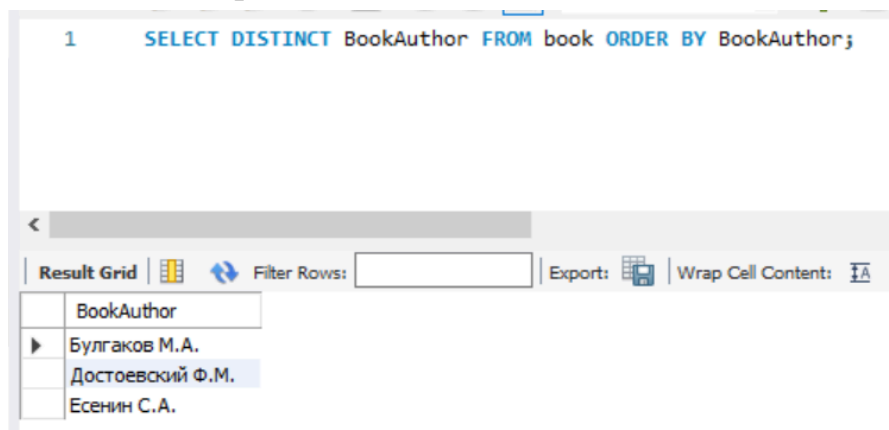 1 SELECT DISTINCT BookAuthor FROM book ORDER BY BookAuthor;
Result Grid Filter Rows: Export: Wrap Cell Content: IA
BookAuthor
Булгаков М.А.
Достоевский Ф.М.
Есенин С.А.